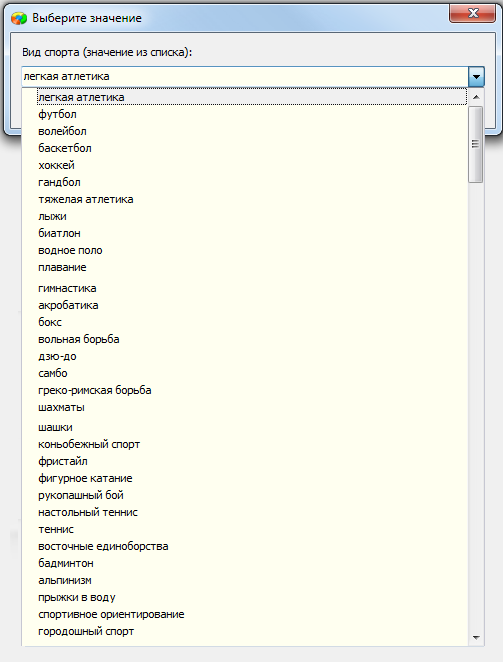 Выберите значение
Вид спорта (значение из списка):
легкая атлетика
легкая атлетика
футбол
волейбол
баскетбол
хоккей
гандбол
тяжелая атлетика
лыжи
биатлон
водное поло
плавание
гимнастика
акробатика
бокс
вольная борьба
дзю-до
самбо
греко-римская борьба
шахматы
шашки
коньобежный спорт
фристайл
фигурное катание
рукопашный бой
настольный теннис
теннис
восточные единоборства
бадминтон
альпинизм
прыжки в воду
спортивное ориентирование
городошный спорт